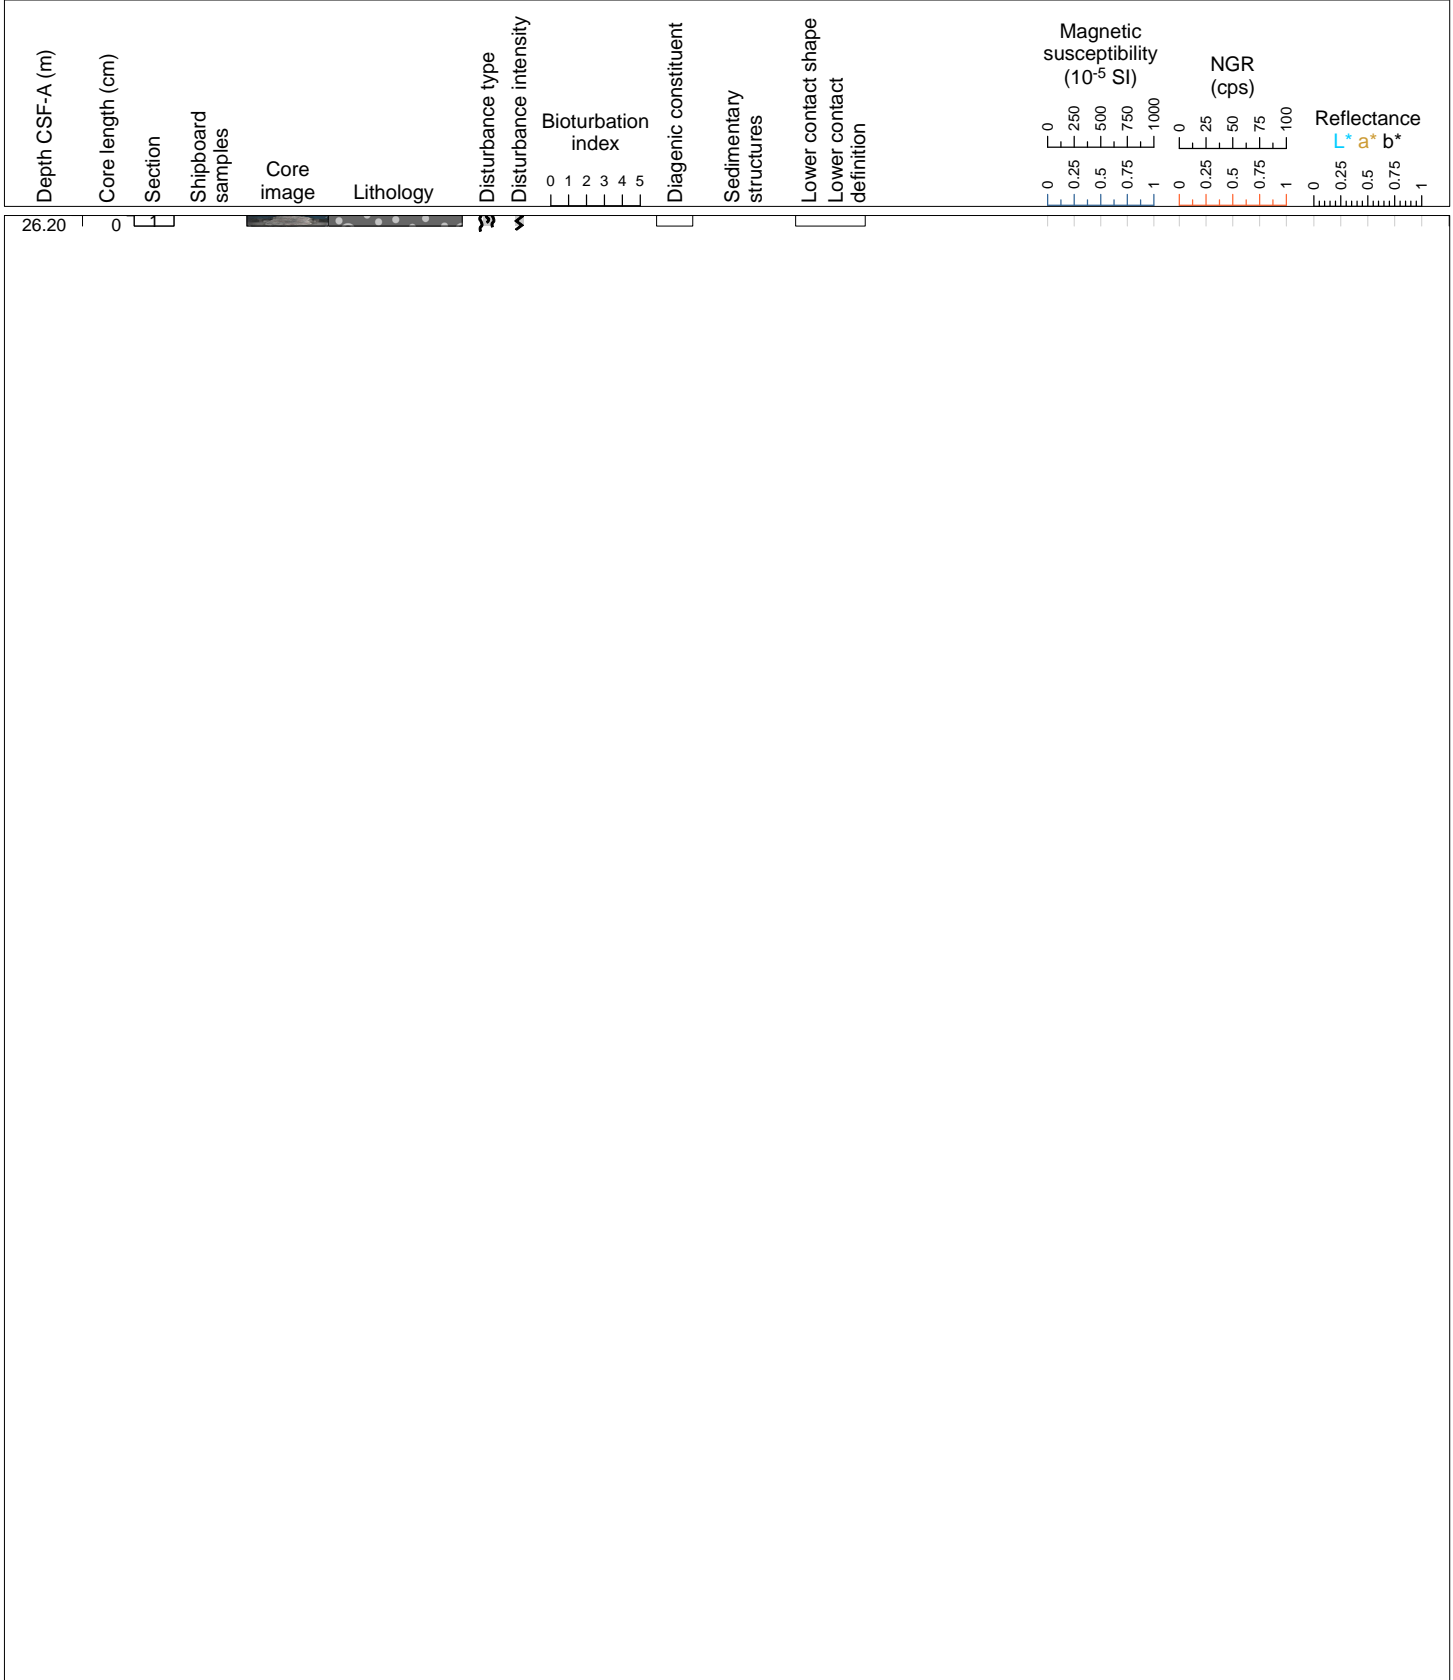 Depth CSF-A (m)
Core length (cm)
Section
Shipboard
samples
Core
image
Lithology
Disturbance type
Disturbance intensity
Bioturbation
index
0 1 2 3 4 5
Diagenic constituent
Sedimentary
structures
Lower contact shape
Lower contact
definition
Magnetic
susceptibility
(10-5 SI)
0 250 500 750 1000
0 0.25 0.5 0.75 1
NGR
(cps)
0 25 50 75 100
0 0.25 0.5 0.75 1
Reflectance
L* a* b*
0 0.25 0.5 0.75 1
26.20 0 1